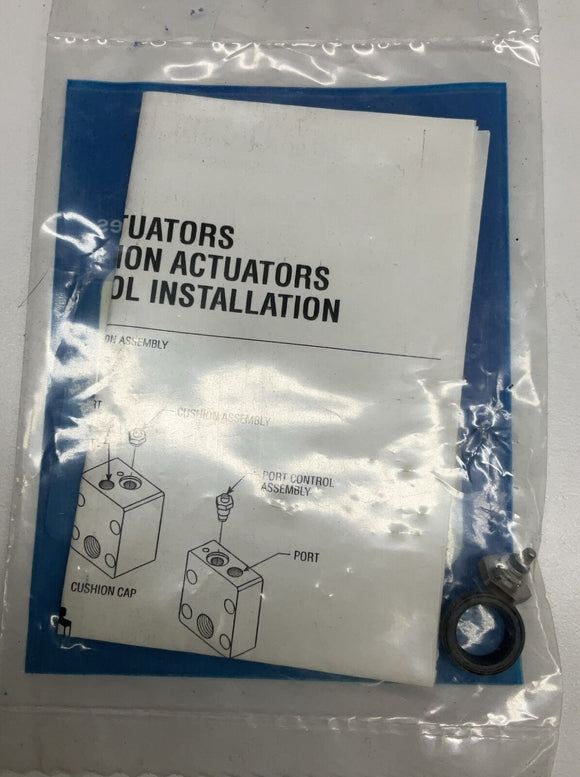 TUATORS
ION ACTUATORS
OL INSTALLATION
ON ASSEMBLY
RT
CUSHION ASSEMBLY
PORT CONTROL
ASSEMBLY
PORT
CUSHION CAP